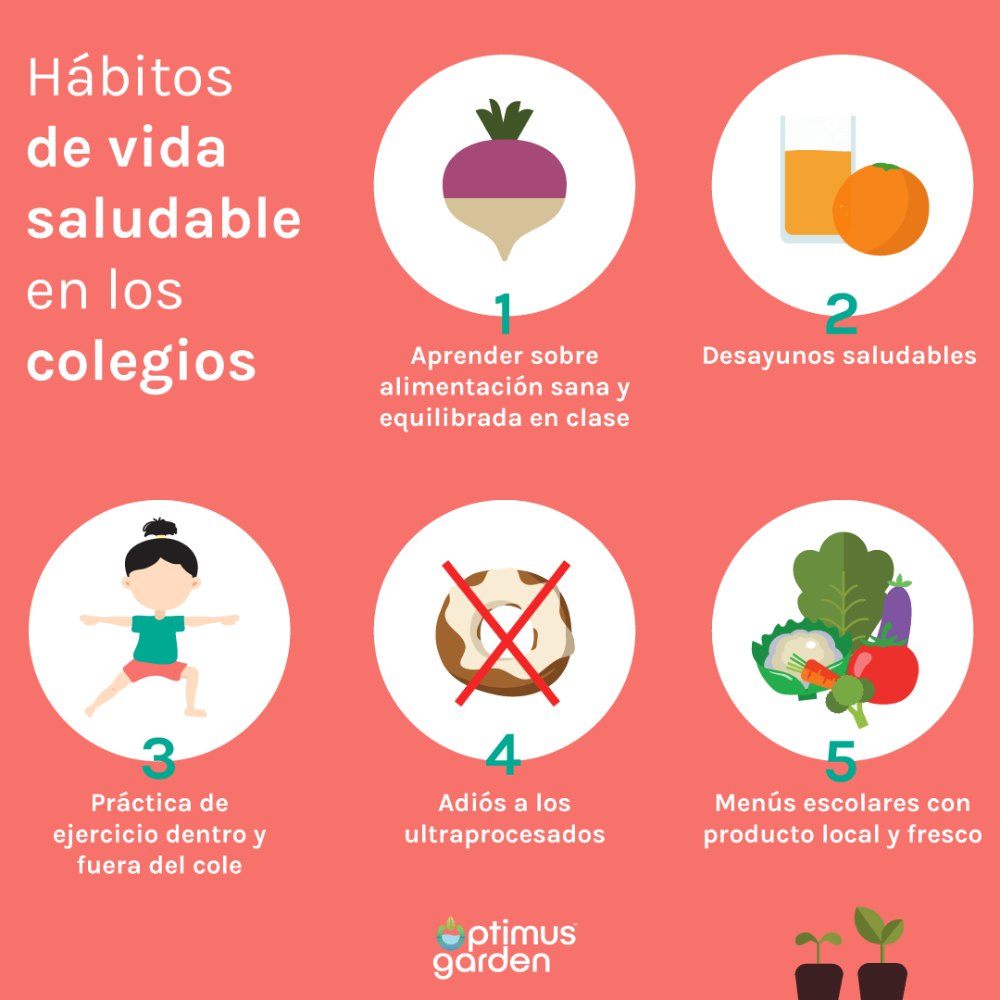 Hábitos
de vida
saludable
en los
colegios
1
Aprender sobre
alimentación sana y
equilibrada en clase
2
Desayunos saludables
3
Práctica de
ejercicio dentro y
fuera del cole
4
Adiós a los
ultraprocesados
5
Menús escolares con
producto local y fresco
optimus
garden